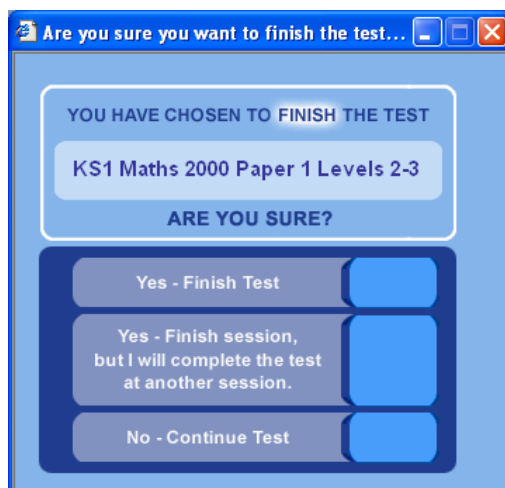 Are you sure you want to finish the test...
YOU HAVE CHOSEN TO FINISH THE TEST
KS1 Maths 2000 Paper 1 Levels 2-3
ARE YOU SURE?
Yes - Finish Test
Yes - Finish session,
but I will complete the test
at another session.
No - Continue Test